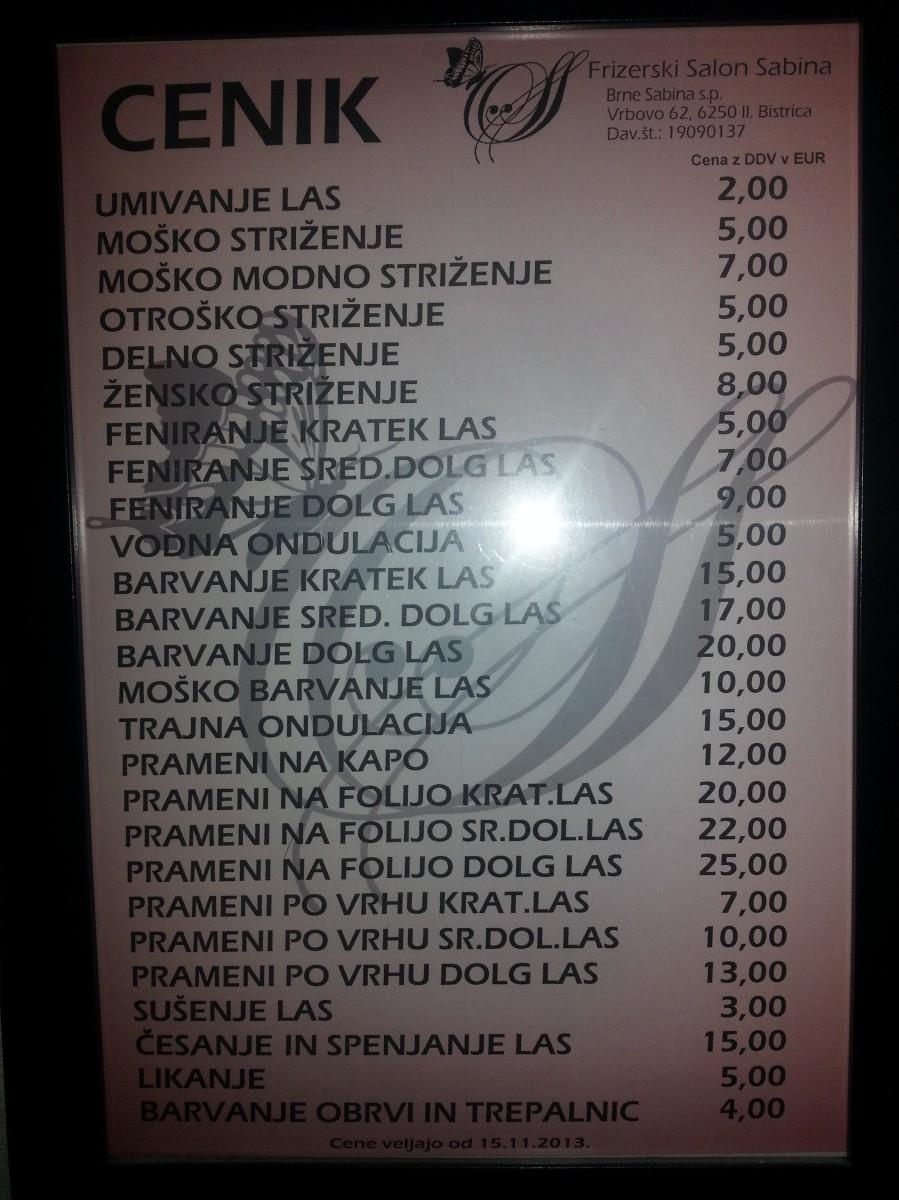 CENIK
Frizerski Salon Sabina
Brne Sabina s.p.
Vrbovo 62, 6250 Il. Bistrica
Dav.št.: 19090137
Cena z DDV v EUR
UMIVANJE LAS 2,00
MOŠKO STRIŽENJE 5,00
MOŠKO MODNO STRIŽENJE 7,00
OTROŠKO STRIŽENJE 5,00
DELNO STRIŽENJE 5,00
ŽENSKO STRIŽENJE 8,00
FENIRANJE KRATEK LAS 5,00
FENIRANJE SRED.DOLG LAS 7,00
FENIRANJE DOLG LAS 9,00
VODNA ONDULACIJA 5,00
BARVANJE KRATEK LAS 15,00
BARVANJE SRED. DOLG LAS 17,00
BARVANJE DOLG LAS 20,00
MOŠKO BARVANJE LAS 10,00
TRAJNA ONDULACIJA 15,00
PRAMENI NA KAPO 12,00
PRAMENI NA FOLIJO KRAT.LAS 20,00
PRAMENI NA FOLIJO SR.DOL.LAS 22,00
PRAMENI NA FOLIJO DOLG LAS 25,00
PRAMENI PO VRHU KRAT.LAS 7,00
PRAMENI PO VRHU SR.DOL.LAS 10,00
PRAMENI PO VRHU DOLG LAS 13,00
SUŠENJE LAS 3,00
ČESANJE IN SPENJANJE LAS 15,00
LIKANJE 5,00
BARVANJE OBRVI IN TREPALNIC 4,00
Cene veljajo od 15.11.2013.